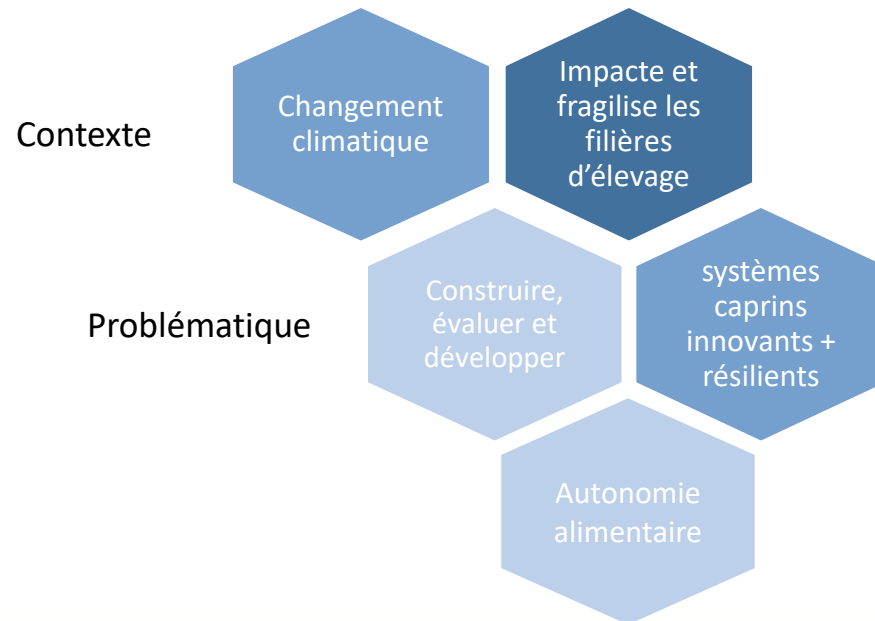 Contexte
Changement
climatique
Impacte et
fragilise les
filières
d’élevage
Problématique
Construire,
évaluer et
développer
systèmes
caprins
innovants +
résilients
Autonomie
alimentaire